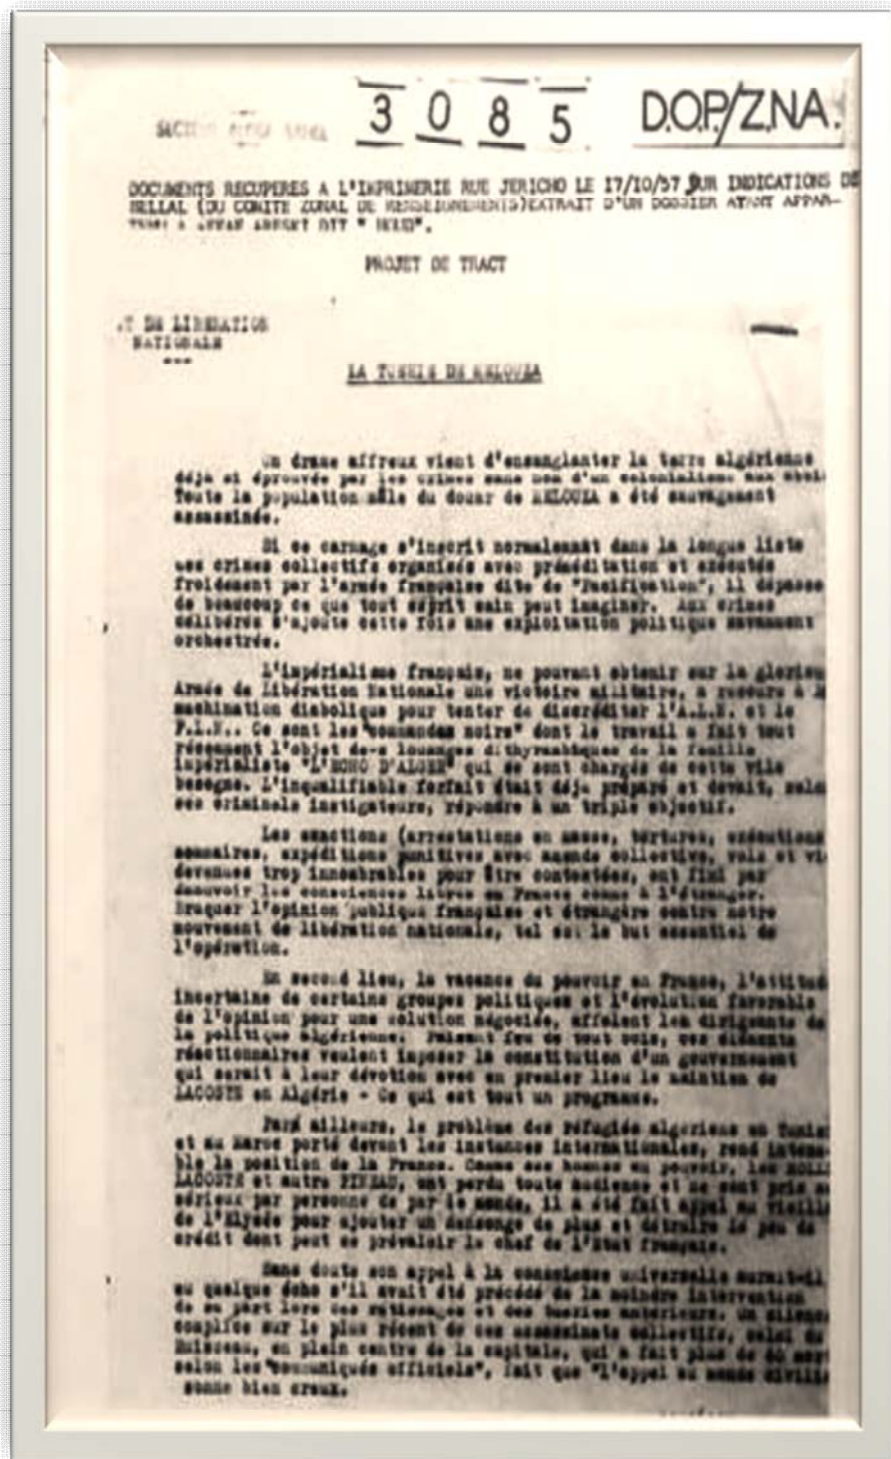 3085 D.O.P/Z.N.A.
DOCUMENTS RECUPERES A L'IMPRIMERIE RUE JERICHO LE 17/10/57 SUR INDICATIONS DE
BELLAL (DU COMITE ZONAL DE RENSEIGNEMENTS)EXTRAIT D'UN DOSSIER AYANT APPAR-
DIT
PROJET DE TRACT
.T DE LIBERATION
NATIONALE
LA TUERIE DE MELOUZA
Un drame affreux vient d'ensanglanter la terre algérienne
déjà si éprouvée par les crimes sans nom d'un colonialisme aux aboi
Toute la population mâle du douar de MELOUZA a été sauvagement
assassinée.
Si ce carnage s'inscrit normalement dans la longue liste
des crimes collectifs organisés avec préméditation et exécutés
froidement par l'armée française dite de "Pacification", il dépasse
de beaucoup ce que tout esprit sain peut imaginer. Aux crimes
délibérés s'ajoute cette fois une exploitation politique savamment
orchestrée.
L'impérialisme français, ne pouvant obtenir sur la glorieu
Armée de Libération Nationale une victoire militaire, a recours à l
machination diabolique pour tenter de discréditer l'A.L.N. et le
F.L.N.. Ce sont les "commandos noirs" dont le travail a fait tout
récemment l'objet de-s louanges dithyrambiques de la feuille
impérialiste "L'ECHO D'ALGER" qui se sont chargés de cette vile
besogne. L'inqualifiable forfait était déjà préparé et devait, selon
ses criminels instigateurs, répondre à un triple objectif.
Les exactions (arrestations en masse, tortures, exécutions
sommaires, expéditions punitives avec amende collective, vols et vi
devenues trop innombrables pour être contestées, ont fini par
émouvoir les consciences libres en France comme à l'étranger.
Braquer l'opinion publique française et étrangère contre notre
mouvement de libération nationale, tel est le but essentiel de
l'opération.
En second lieu, la vacance du pouvoir en France, l'attitud
incertaine de certains groupes politiques et l'évolution favorable
de l'opinion pour une solution négociée, affolent les dirigeants de
la politique algérienne. Faisant feu de tout bois, ces éléments
réactionnaires veulent imposer la constitution d'un gouvernement
qui serait à leur dévotion avec en premier lieu le maintien de
LACOSTE en Algérie - Ce qui est tout un programme.
Par ailleurs, le problème des réfugiés algériens en Tunisi
et au Maroc porté devant les instances internationales, rend intena
ble la position de la France. Comme ces hommes au pouvoir, les MOLLE
LACOSTE et autre PINEAU, ont perdu toute audience et ne sont pris au
sérieux par personne de par le monde, il a été fait appel au vieilla
de l'Elysée pour ajouter un mensonge de plus et détruire le peu de
crédit dont peut se prévaloir le chef de l'Etat français.
Sans doute son appel à la conscience universelle aurait-il
eu quelque écho s'il avait été précédé de la moindre intervention
de sa part lors des ratissages et des tueries antérieures. Un silenc
complice sur le plus récent de ces assassinats collectifs, celui du
Ruisseau, en plein centre de la capitale, qui a fait plus de
selon les "communiqués officiels", fait que "l'appel au monde civilis
sonne bien creux.